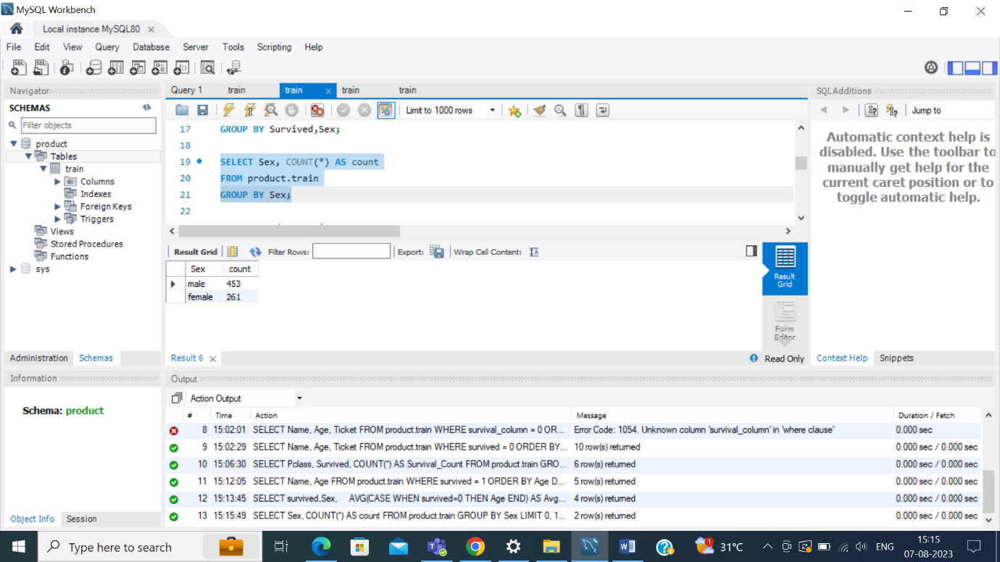 MySQL Workbench
Local instance MySQL80
File Edit View Query Database Server Tools Scripting Help
Navigator
SCHEMAS
Filter objects
product
Tables
train
Columns
Indexes
Foreign Keys
Triggers
Views
Stored Procedures
Functions
sys
Administration Schemas
Information
Schema: product
Object Info Session
Query 1 train train train train
Limit to 1000 rows
17 GROUP BY Survived,Sex;
18
19 SELECT Sex, COUNT(*) AS count
20 FROM product.train
21 GROUP BY Sex;
22
Result Grid Filter Rows: Export: Wrap Cell Content:
Sex count
male 453
female 261
Result Grid
Form Editor
Result 6
Read Only
SQLAdditions
Jump to
Automatic context help is
disabled. Use the toolbar to
manually get help for the
current caret position or to
toggle automatic help.
Context Help Snippets
Output
Action Output
# Time Action Message Duration / Fetch
8 15:02:01 SELECT Name, Age, Ticket FROM product.train WHERE survival_column = 0 OR... Error Code: 1054. Unknown column 'survival_column' in 'where clause' 0.000 sec
9 15:02:29 SELECT Name, Age, Ticket FROM product.train WHERE survived = 0 ORDER BY... 10 row(s) returned 0.000 sec / 0.000 sec
10 15:06:30 SELECT Pclass, Survived, COUNT(*) AS Survival_Count FROM product.train GRO... 6 row(s) returned 0.000 sec / 0.000 sec
11 15:12:05 SELECT Name, Age FROM product.train WHERE survived = 1 ORDER BY Age D... 5 row(s) returned 0.000 sec / 0.000 sec
12 15:13:45 SELECT survived,Sex, AVG(CASE WHEN survived=0 THEN Age END) AS Avg... 4 row(s) returned 0.000 sec / 0.000 sec
13 15:15:49 SELECT Sex, COUNT(*) AS count FROM product.train GROUP BY Sex LIMIT 0, 1... 2 row(s) returned 0.000 sec / 0.000 sec
Type here to search
31°C
ENG
15:15
07-08-2023